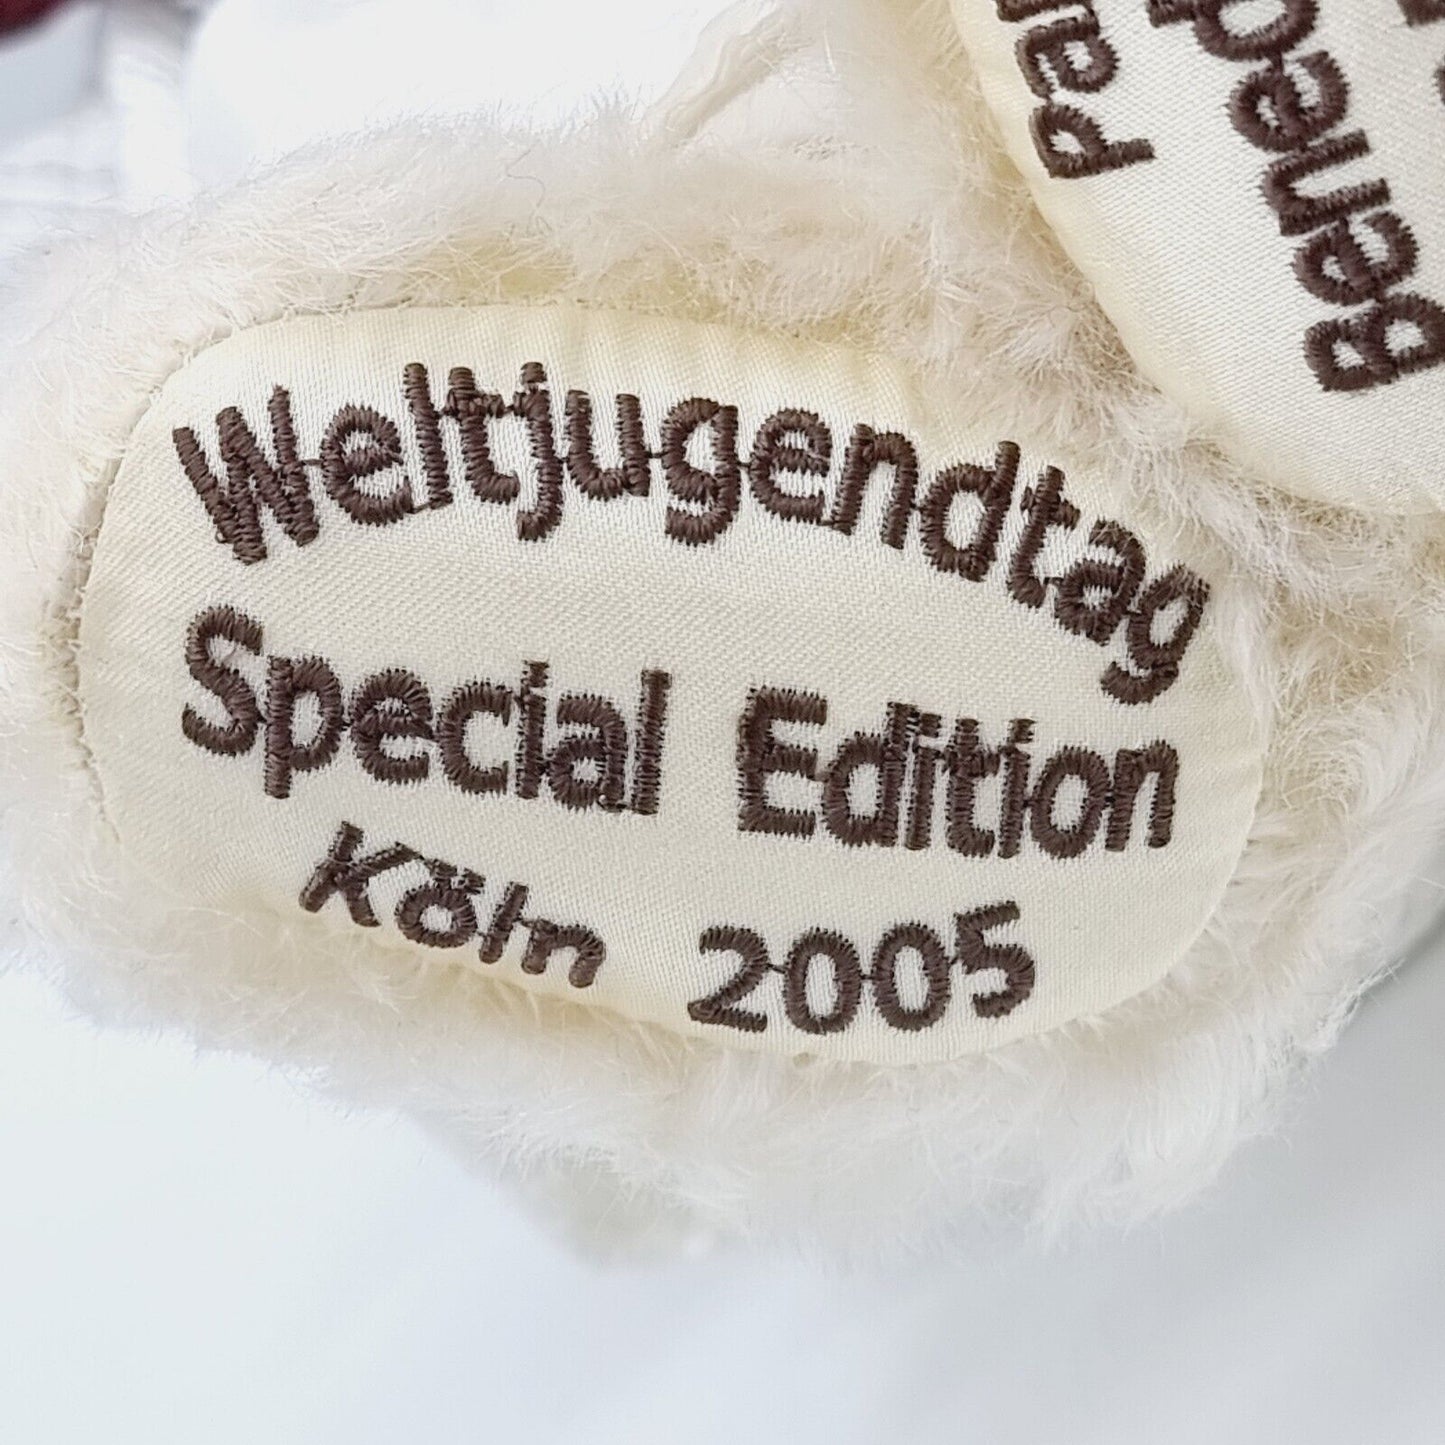 Weltjugendtag
Special Edition
Köln 2005